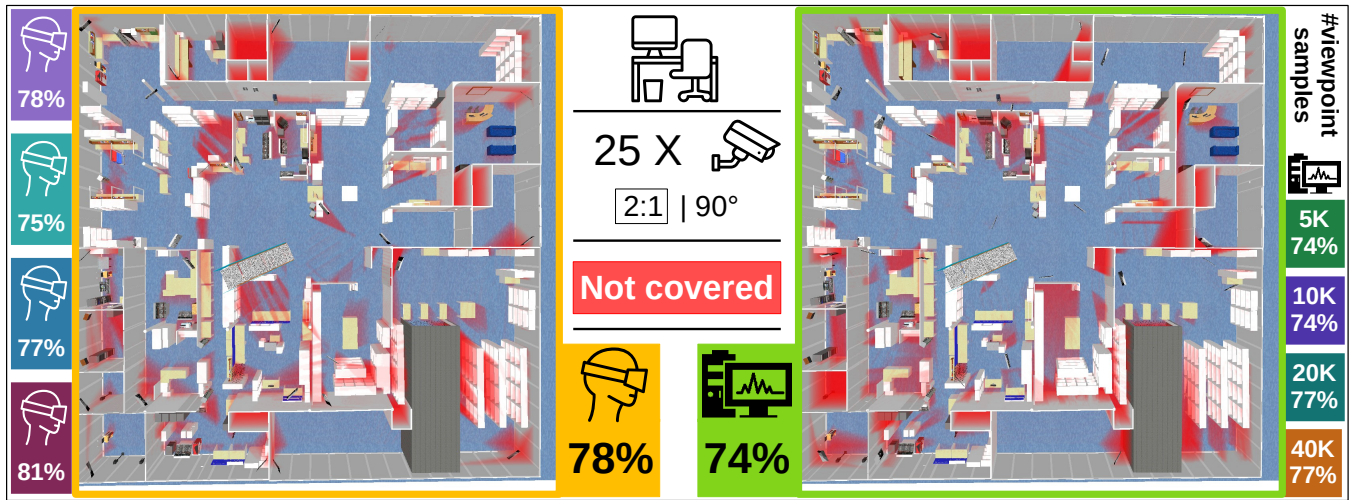 78%
75%
77%
81%
25 X
2:1 | 90°
Not covered
78%
74%
#viewpoint
samples
5K
74%
10K
74%
20K
77%
40K
77%